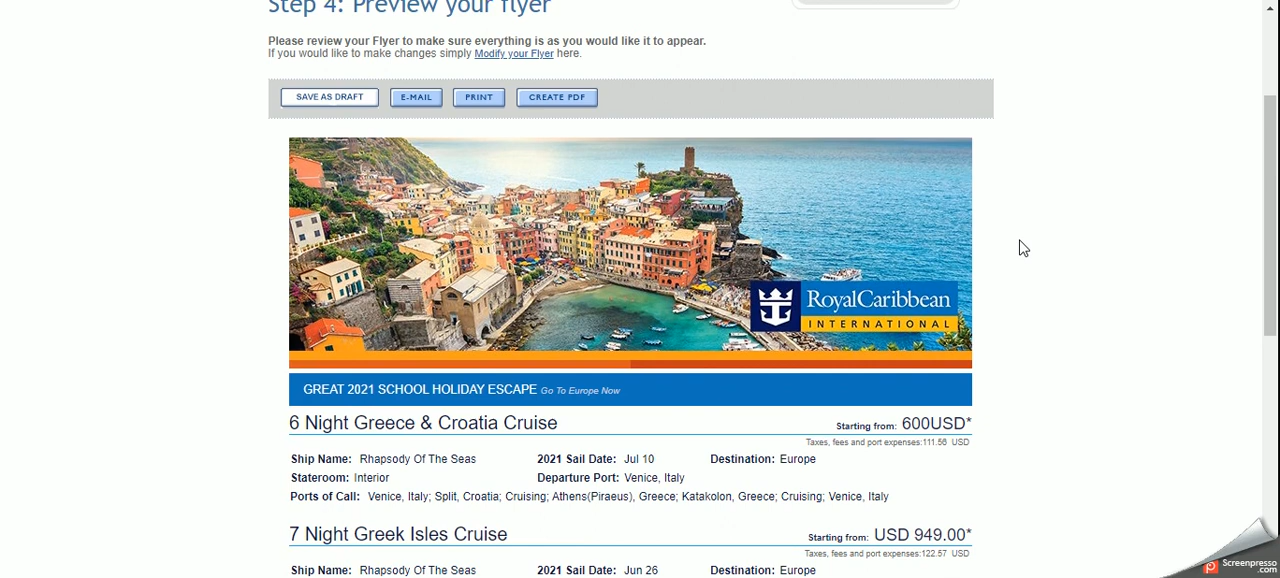 Step 4: Preview your flyer
Please review your Flyer to make sure everything is as you would like it to appear.
If you would like to make changes simply Modify your Flyer here.
SAVE AS DRAFT E-MAIL PRINT CREATE PDF
RoyalCaribbean
INTERNATIONAL
GREAT 2021 SCHOOL HOLIDAY ESCAPE Go To Europe Now
6 Night Greece & Croatia Cruise Starting from: 600USD*
Taxes, fees and port expenses:111.56 USD
Ship Name: Rhapsody Of The Seas 2021 Sail Date: Jul 10 Destination: Europe
Stateroom: Interior Departure Port: Venice, Italy
Ports of Call: Venice, Italy; Split, Croatia; Cruising; Athens(Piraeus), Greece; Katakolon, Greece; Cruising; Venice, Italy
7 Night Greek Isles Cruise Starting from: USD 949.00*
Taxes, fees and port expenses:122.57 USD
Ship Name: Rhapsody Of The Seas 2021 Sail Date: Jun 26 Destination: Europe
Screenpresso
.com